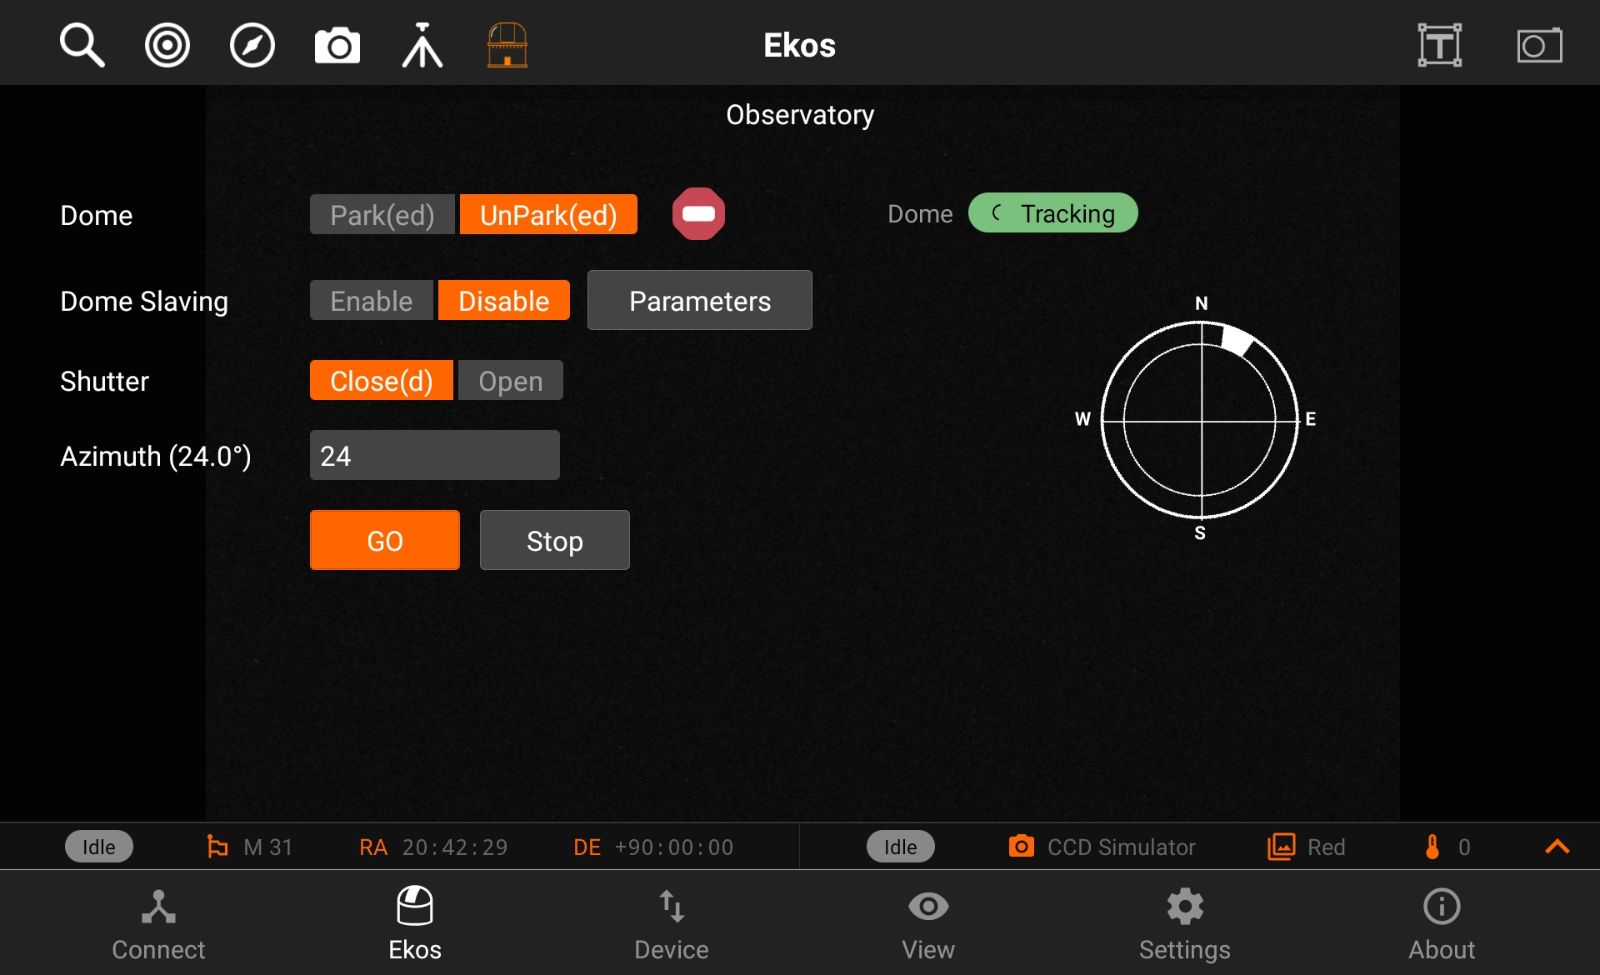 Ekos
T
Observatory
Dome Park(ed) UnPark(ed) Dome Tracking
Dome Slaving Enable Disable Parameters
N
Shutter Close(d) Open
W E
Azimuth (24.0°) 24
S
GO Stop
Idle M 31 RA 20:42:29 DE +90:00:00 Idle CCD Simulator Red 0
Connect Ekos Device View Settings About